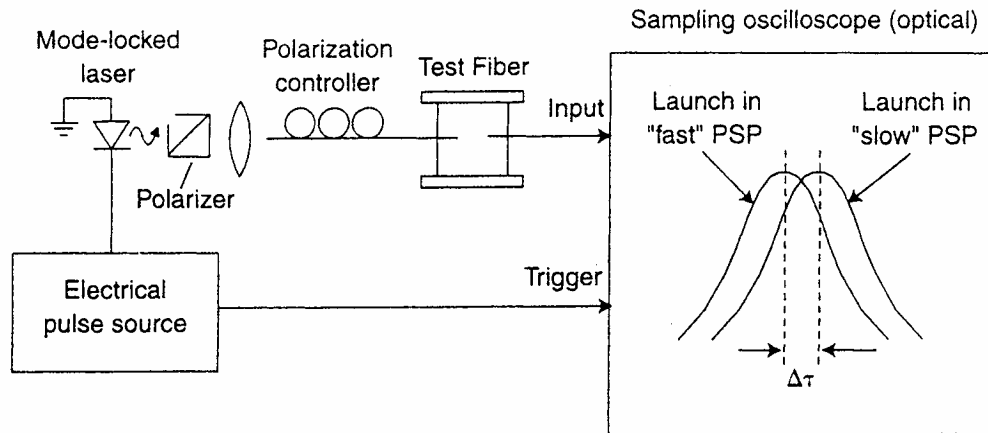 Sampling oscilloscope (optical)
Mode-locked
laser
Polarization
controller
Test Fiber
Input
Launch in
"fast" PSP
Launch in
"slow" PSP
Polarizer
Electrical
pulse source
Trigger
Δτ